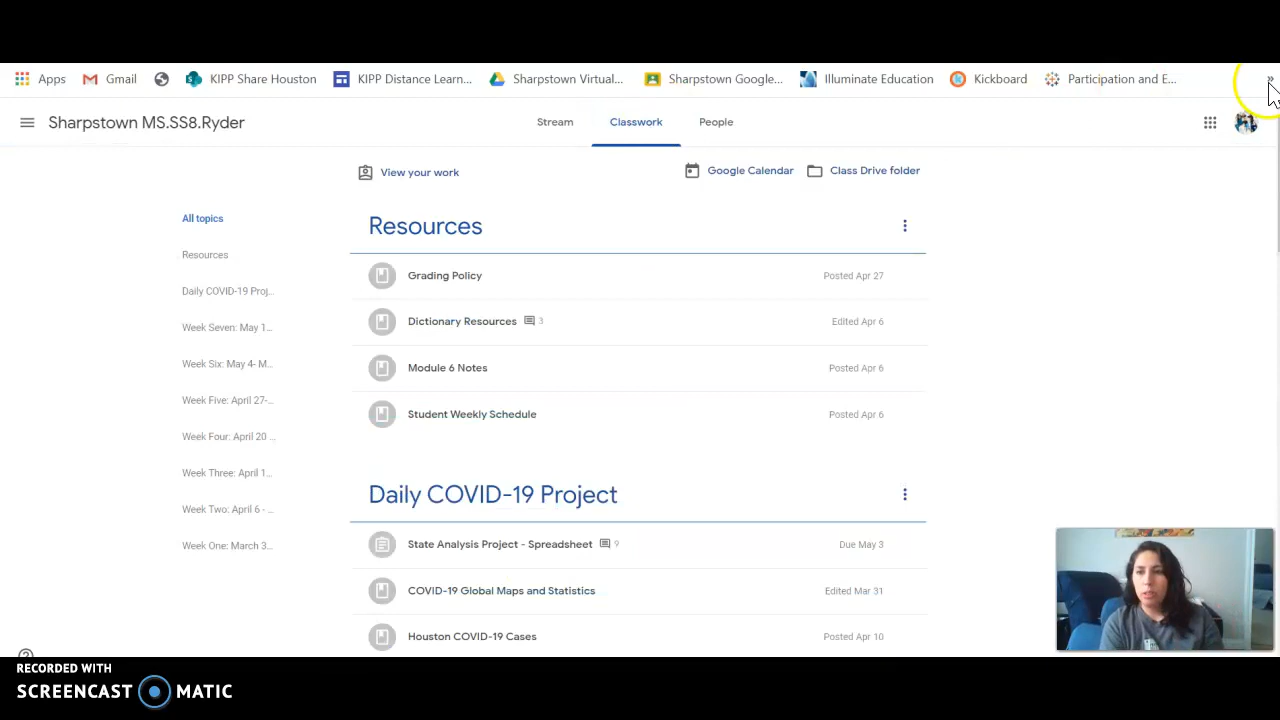 Apps Gmail KIPP Share Houston KIPP Distance Learn... Sharpstown Virtual... Sharpstown Google... Illuminate Education Kickboard Participation and E... »
Sharpstown MS.SS8.Ryder Stream Classwork People
View your work Google Calendar Class Drive folder
All topics
Resources
Daily COVID-19 Proj...
Week Seven: May 1...
Week Six: May 4- M...
Week Five: April 27-...
Week Four: April 20 ...
Week Three: April 1...
Week Two: April 6 - ...
Week One: March 3...
Resources
Grading Policy Posted Apr 27
Dictionary Resources 3 Edited Apr 6
Module 6 Notes Posted Apr 6
Student Weekly Schedule Posted Apr 6
Daily COVID-19 Project
State Analysis Project - Spreadsheet 9 Due May 3
COVID-19 Global Maps and Statistics Edited Mar 31
Houston COVID-19 Cases Posted Apr 10
RECORDED WITH
SCREENCAST MATIC